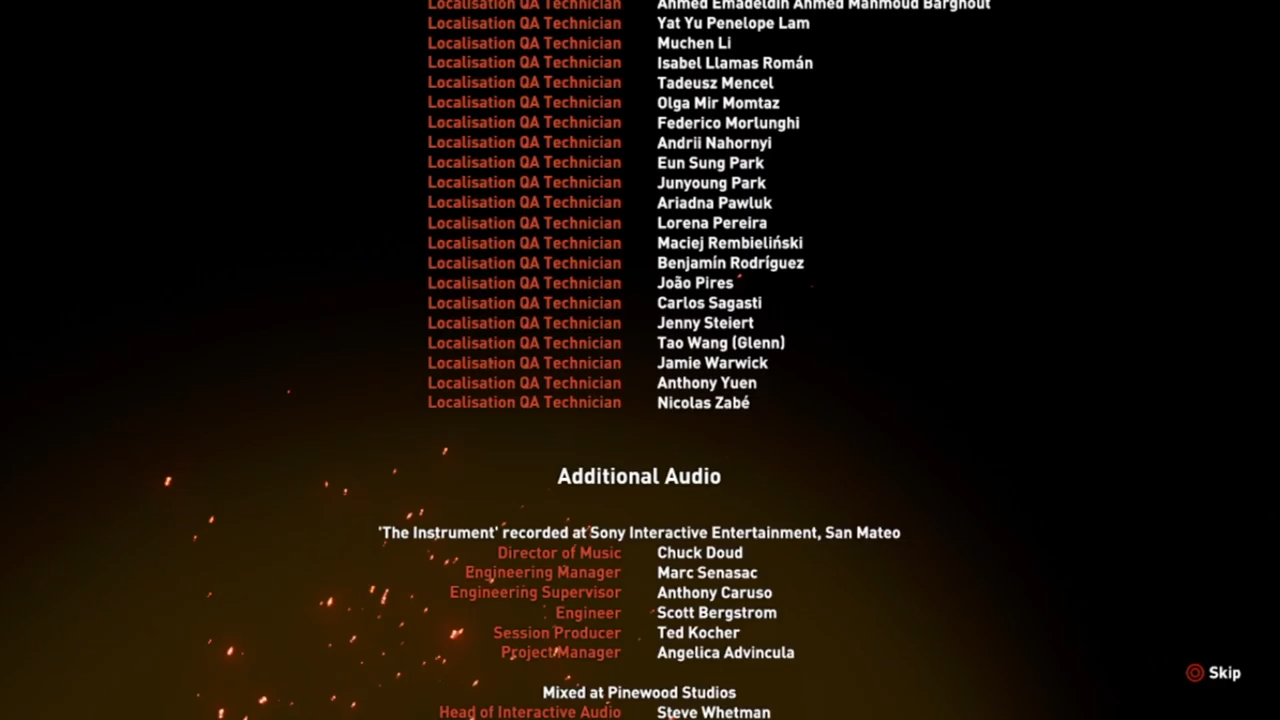 Localisation QA Technician Ahmed Emadeldin Ahmed Mahmoud Barghout
Localisation QA Technician Yat Yu Penelope Lam
Localisation QA Technician Muchen Li
Localisation QA Technician Isabel Llamas Román
Localisation QA Technician Tadeusz Mencel
Localisation QA Technician Olga Mir Momtaz
Localisation QA Technician Federico Morlunghi
Localisation QA Technician Andrii Nahornyi
Localisation QA Technician Eun Sung Park
Localisation QA Technician Junyoung Park
Localisation QA Technician Ariadna Pawluk
Localisation QA Technician Lorena Pereira
Localisation QA Technician Maciej Rembieliński
Localisation QA Technician Benjamín Rodríguez
Localisation QA Technician João Pires
Localisation QA Technician Carlos Sagasti
Localisation QA Technician Jenny Steiert
Localisation QA Technician Tao Wang (Glenn)
Localisation QA Technician Jamie Warwick
Localisation QA Technician Anthony Yuen
Localisation QA Technician Nicolas Zabé
Additional Audio
'The Instrument' recorded at Sony Interactive Entertainment, San Mateo
Director of Music Chuck Doud
Engineering Manager Marc Senasac
Engineering Supervisor Anthony Caruso
Engineer Scott Bergstrom
Session Producer Ted Kocher
Project Manager Angelica Advincula
Skip
Mixed at Pinewood Studios
Head of Interactive Audio Steve Whetman